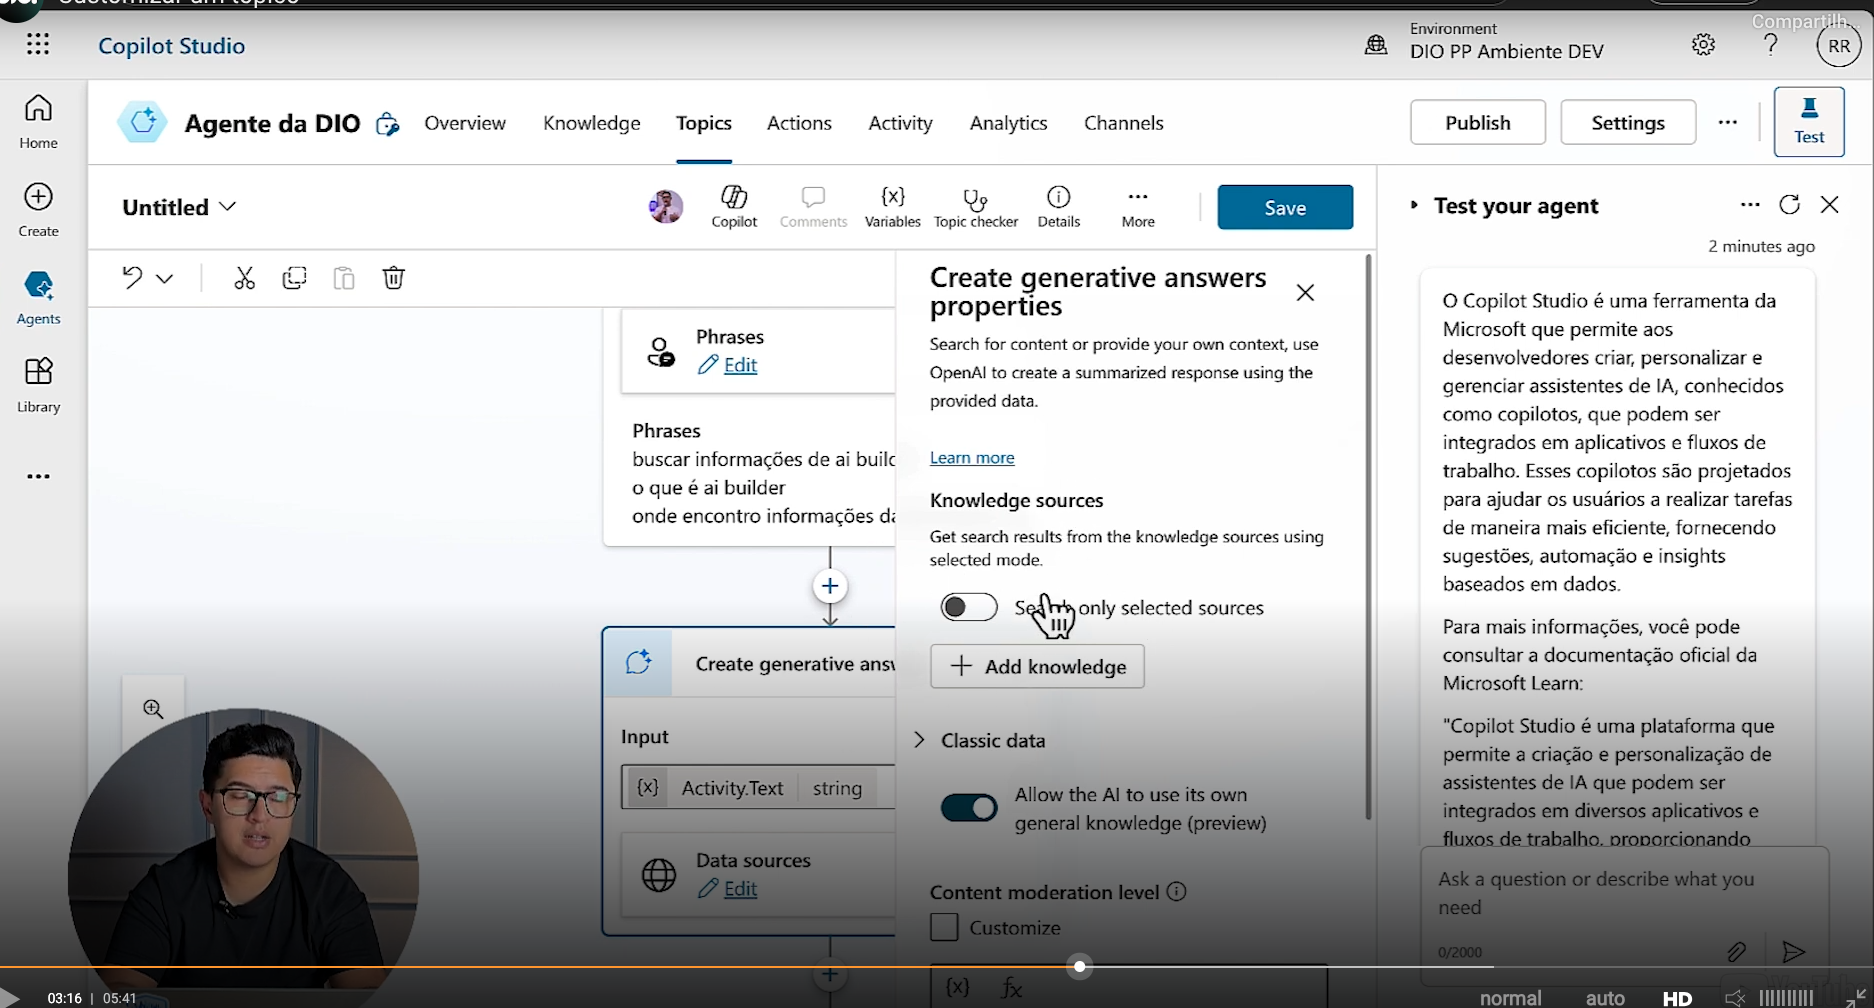 Customizar um tópico
Compartilh...
Copilot Studio
Environment
DIO PP Ambiente DEV
RR
Home
Create
Agents
Library
Agente da DIO
Overview
Knowledge
Topics
Actions
Activity
Analytics
Channels
Publish
Settings
Test
Untitled
Copilot
Comments
Variables
Topic checker
Details
More
Save
Phrases
Edit
Phrases
buscar informações de ai builc
o que é ai builder
onde encontro informações da
Create generative answ
Input
{x} Activity.Text string
Data sources
Edit
Create generative answers
properties
Search for content or provide your own context, use
OpenAI to create a summarized response using the
provided data.
Learn more
Knowledge sources
Get search results from the knowledge sources using
selected mode.
Search only selected sources
Add knowledge
Classic data
Allow the AI to use its own
general knowledge (preview)
Content moderation level
Customize
{x} fx
Test your agent
2 minutes ago
O Copilot Studio é uma ferramenta da
Microsoft que permite aos
desenvolvedores criar, personalizar e
gerenciar assistentes de IA, conhecidos
como copilotos, que podem ser
integrados em aplicativos e fluxos de
trabalho. Esses copilotos são projetados
para ajudar os usuários a realizar tarefas
de maneira mais eficiente, fornecendo
sugestões, automação e insights
baseados em dados.
Para mais informações, você pode
consultar a documentação oficial da
Microsoft Learn:
"Copilot Studio é uma plataforma que
permite a criação e personalização de
assistentes de IA que podem ser
integrados em diversos aplicativos e
fluxos de trabalho, proporcionando
Ask a question or describe what you
need
0/2000
03:16 | 05:41
normal
auto
HD